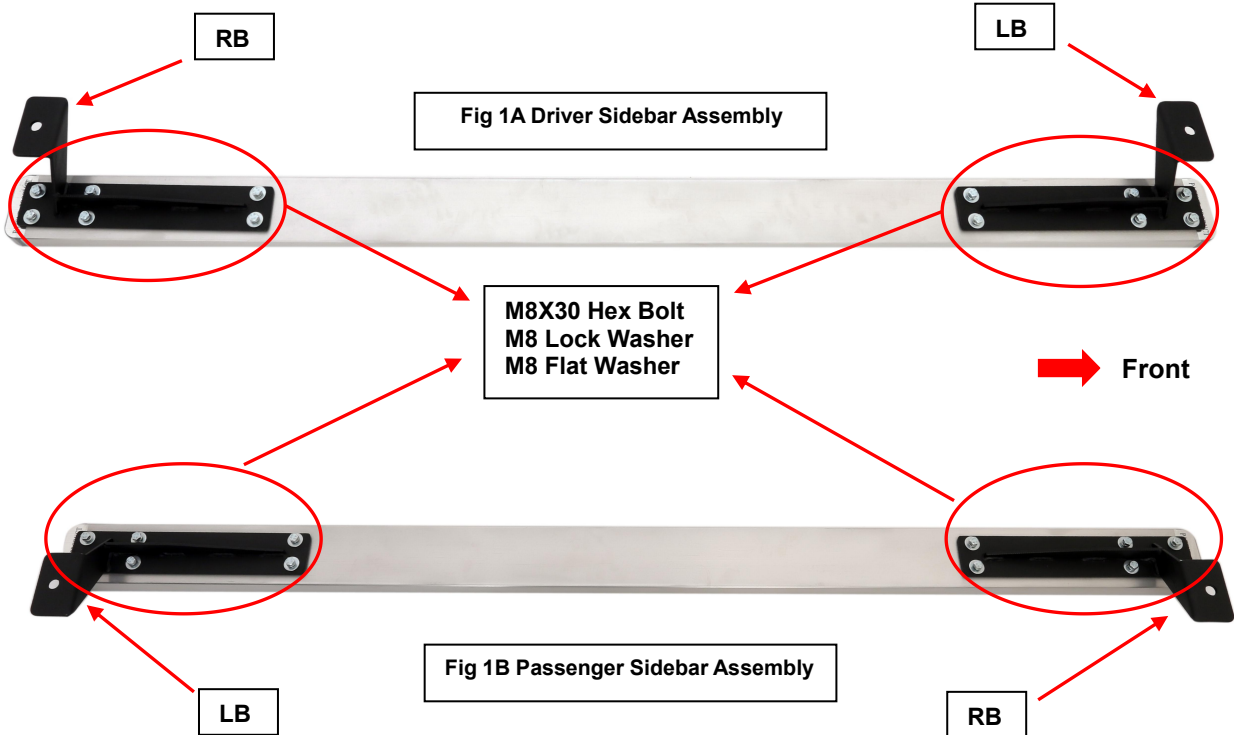 RB
LB
Fig 1A Driver Sidebar Assembly
M8X30 Hex Bolt
M8 Lock Washer
M8 Flat Washer
Front
Fig 1B Passenger Sidebar Assembly
LB
RB